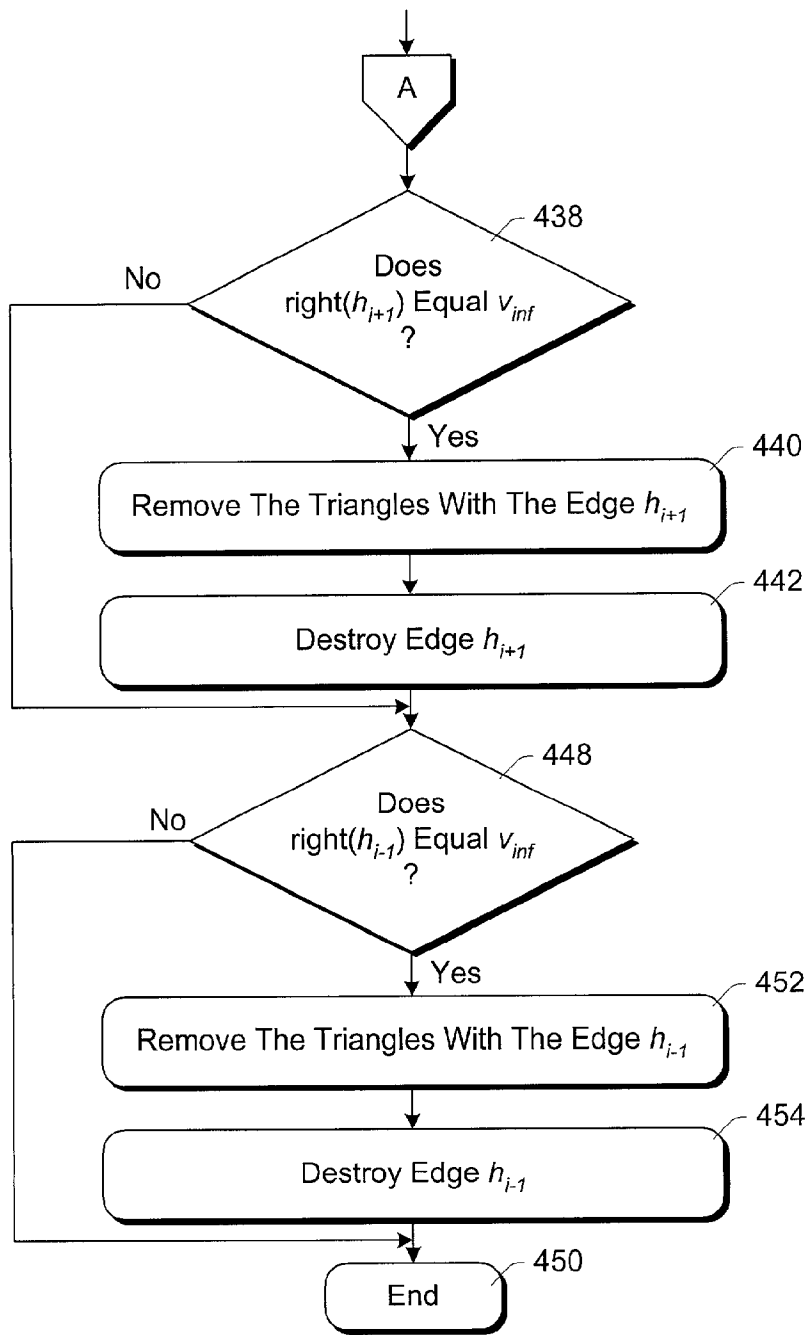 A
438
No
Does
right(h_{i+1}) Equal v_{inf}
?
Yes
440
Remove The Triangles With The Edge h_{i+1}
442
Destroy Edge h_{i+1}
448
No
Does
right(h_{i-1}) Equal v_{inf}
?
Yes
452
Remove The Triangles With The Edge h_{i-1}
454
Destroy Edge h_{i-1}
450
End